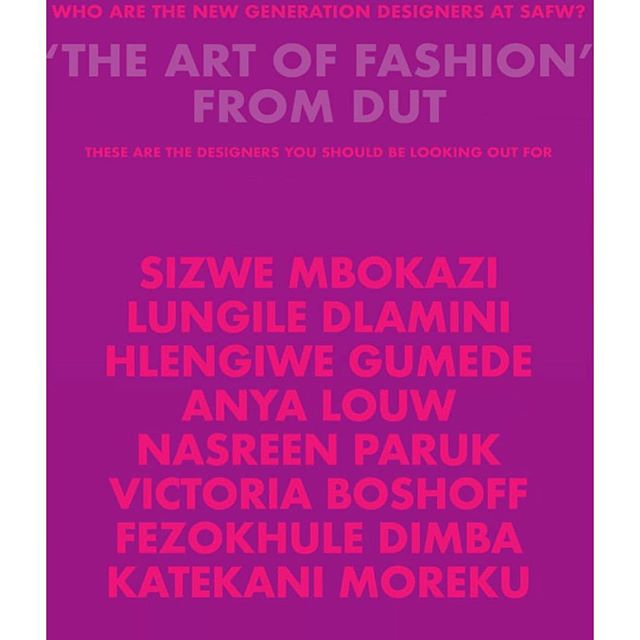 WHO ARE THE NEW GENERATION DESIGNERS AT SAFW?
'THE ART OF FASHION'
FROM DUT
THESE ARE THE DESIGNERS YOU SHOULD BE LOOKING OUT FOR
SIZWE MBOKAZI
LUNGILE DLAMINI
HLENGIWE GUMEDE
ANYA LOUW
NASREEN PARUK
VICTORIA BOSHOFF
FEZOKHULE DIMBA
KATEKANI MOREKU